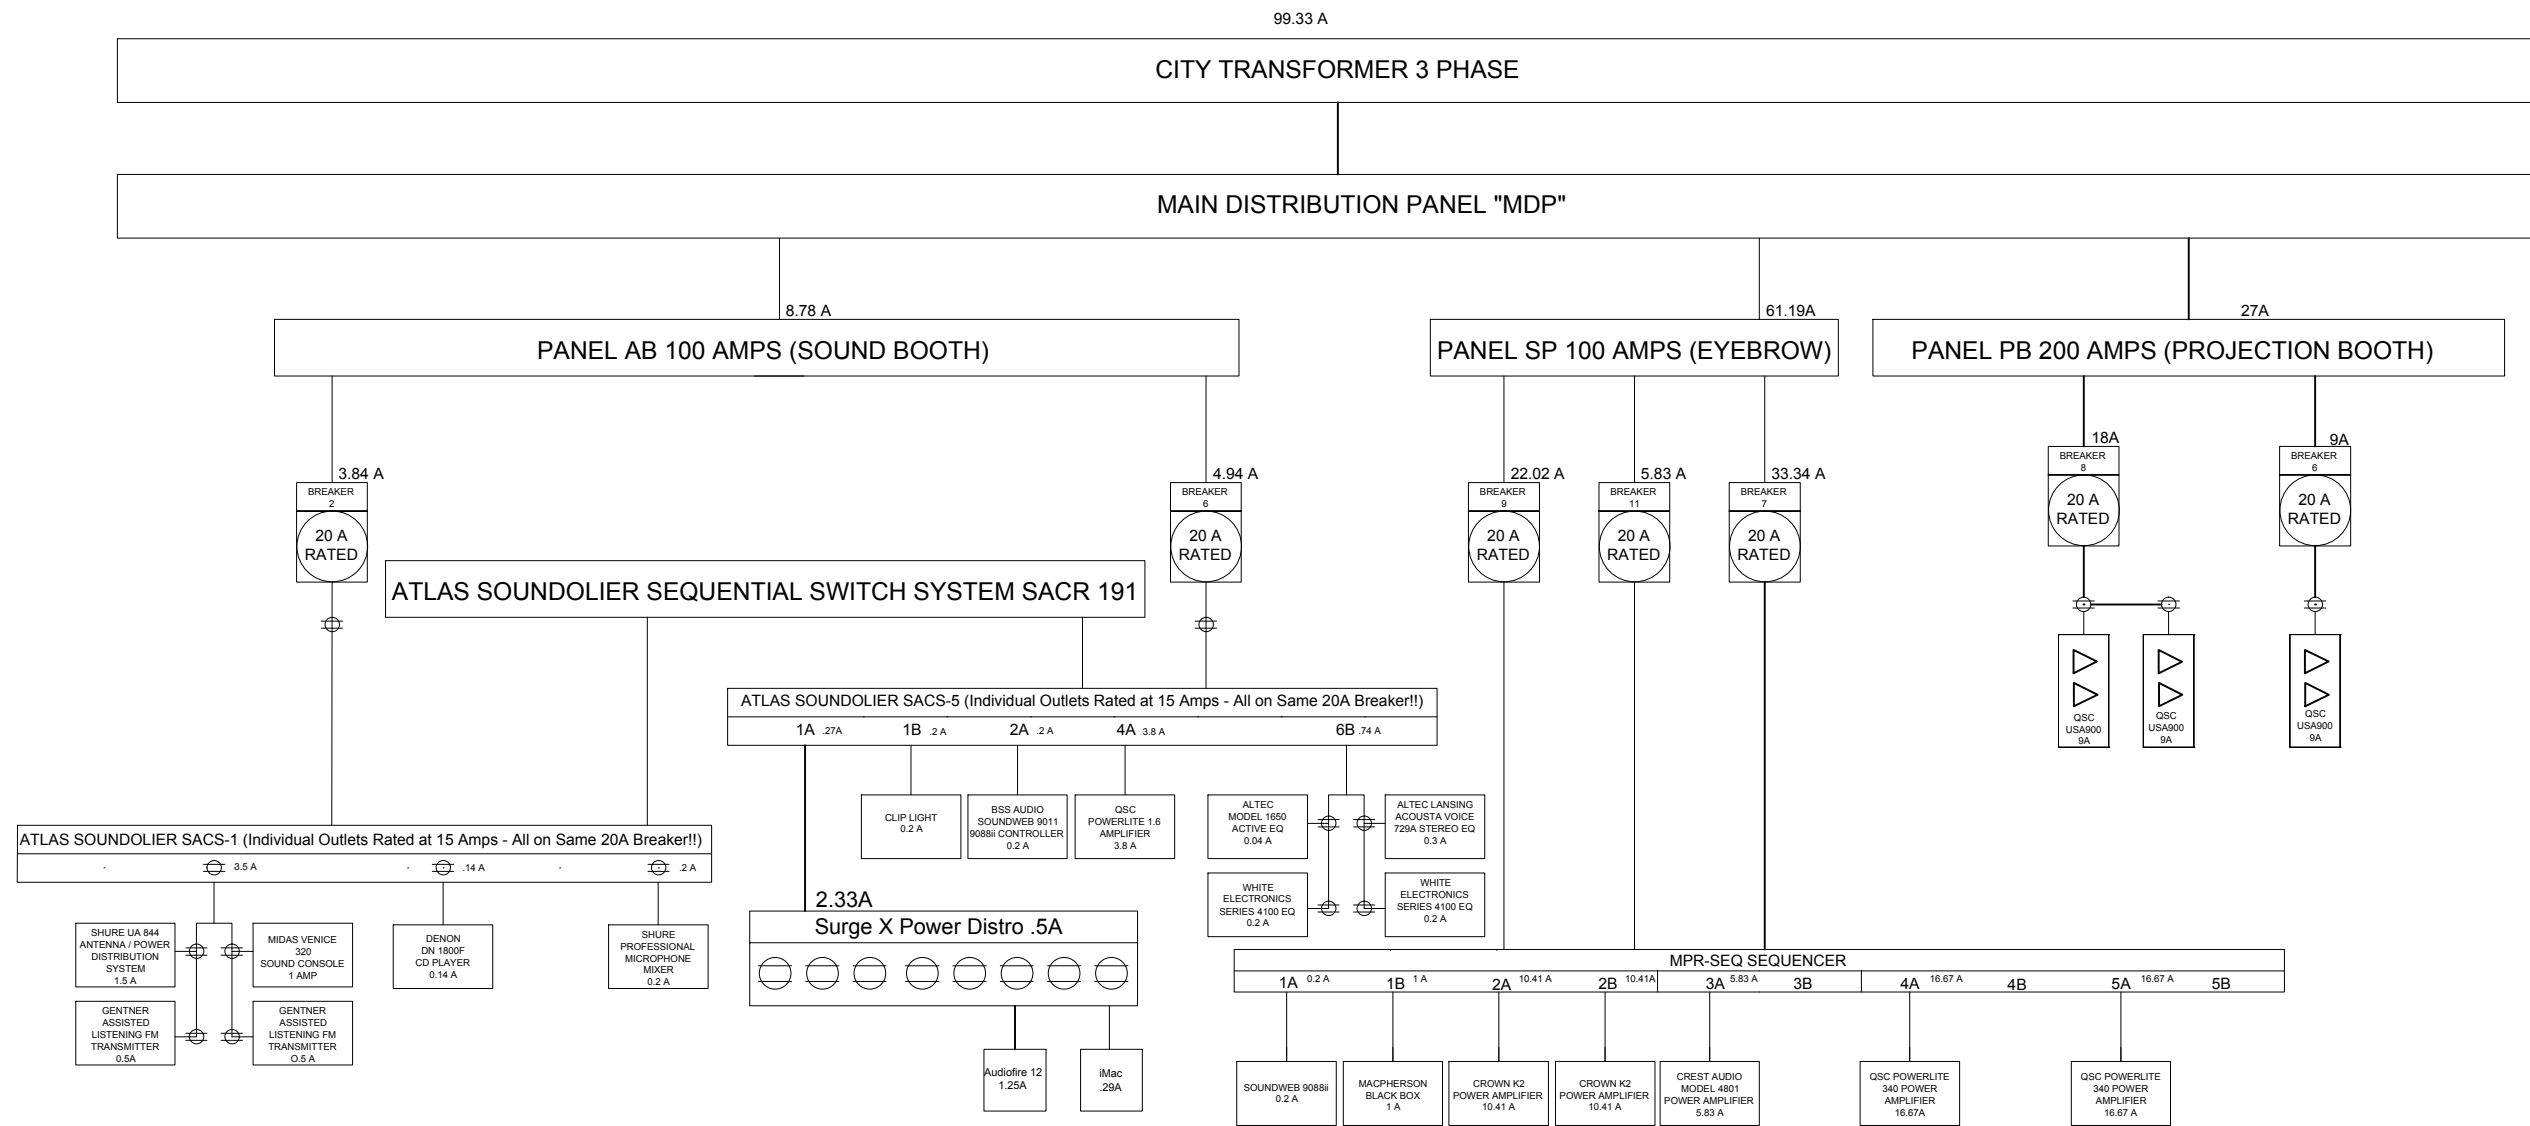 99.33 A
CITY TRANSFORMER 3 PHASE
MAIN DISTRIBUTION PANEL "MDP"
8.78 A
PANEL AB 100 AMPS (SOUND BOOTH)
61.19A
PANEL SP 100 AMPS (EYEBROW)
27A
PANEL PB 200 AMPS (PROJECTION BOOTH)
3.84 A
BREAKER
2
20 A
RATED
4.94 A
BREAKER
6
20 A
RATED
22.02 A
BREAKER
9
20 A
RATED
5.83 A
BREAKER
11
20 A
RATED
33.34 A
BREAKER
7
20 A
RATED
18A
BREAKER
8
20 A
RATED
9A
BREAKER
6
20 A
RATED
QSC
USA900
9A
QSC
USA900
9A
QSC
USA900
9A
ATLAS SOUNDOLIER SEQUENTIAL SWITCH SYSTEM SACR 191
ATLAS SOUNDOLIER SACS-5 (Individual Outlets Rated at 15 Amps - All on Same 20A Breaker!!)
1A .27A 1B .2 A 2A .2 A 4A 3.8 A 6B .74 A
CLIP LIGHT
0.2 A
BSS AUDIO
SOUNDWEB 9011
9088ii CONTROLLER
0.2 A
QSC
POWERLITE 1.6
AMPLIFIER
3.8 A
ALTEC
MODEL 1650
ACTIVE EQ
0.04 A
ALTEC LANSING
ACOUSTA VOICE
729A STEREO EQ
0.3 A
WHITE
ELECTRONICS
SERIES 4100 EQ
0.2 A
WHITE
ELECTRONICS
SERIES 4100 EQ
0.2 A
ATLAS SOUNDOLIER SACS-1 (Individual Outlets Rated at 15 Amps - All on Same 20A Breaker!!)
3.5 A .14 A .2 A
SHURE UA 844
ANTENNA / POWER
DISTRIBUTION
SYSTEM
1.5 A
MIDAS VENICE
320
SOUND CONSOLE
1 AMP
GENTNER
ASSISTED
LISTENING FM
TRANSMITTER
0.5A
GENTNER
ASSISTED
LISTENING FM
TRANSMITTER
O.5 A
DENON
DN 1800F
CD PLAYER
0.14 A
SHURE
PROFESSIONAL
MICROPHONE
MIXER
0.2 A
2.33A
Surge X Power Distro .5A
Audiofire 12
1.25A
iMac
.29A
MPR-SEQ SEQUENCER
1A 0.2 A 1B 1 A 2A 10.41 A 2B 10.41A 3A 5.83 A 3B 4A 16.67 A 4B 5A 16.67 A 5B
SOUNDWEB 9088ii
0.2 A
MACPHERSON
BLACK BOX
1 A
CROWN K2
POWER AMPLIFIER
10.41 A
CROWN K2
POWER AMPLIFIER
10.41 A
CREST AUDIO
MODEL 4801
POWER AMPLIFIER
5.83 A
QSC POWERLITE
340 POWER
AMPLIFIER
16.67A
QSC POWERLITE
340 POWER
AMPLIFIER
16.67 A